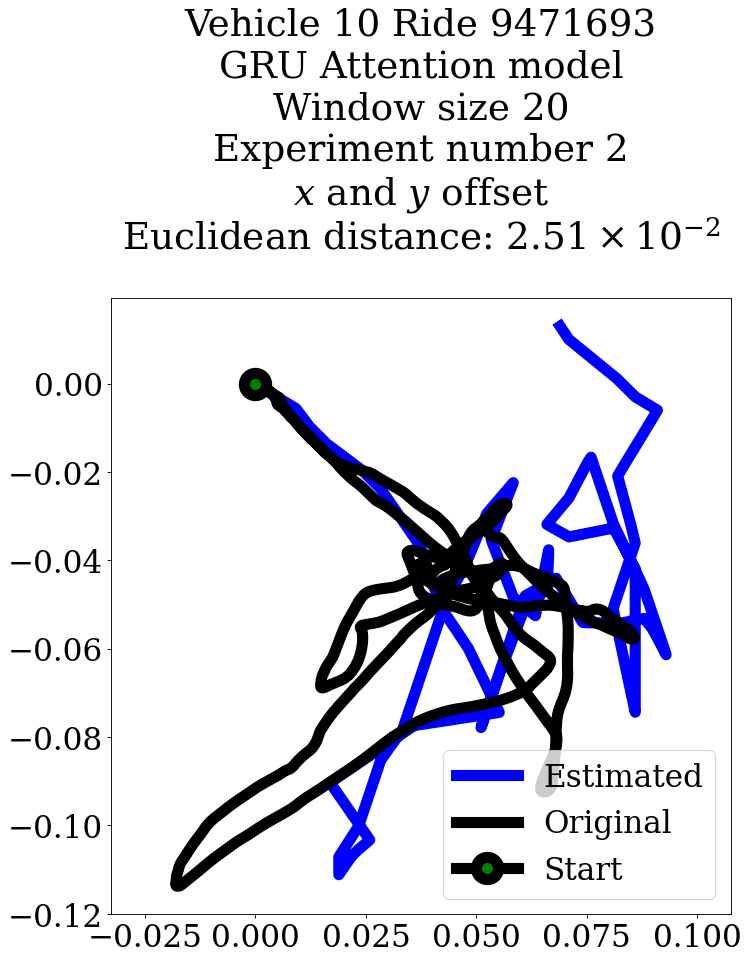 Vehicle 10 Ride 9471693
GRU Attention model
Window size 20
Experiment number 2
x and y offset
Euclidean distance: 2.51 × 10⁻²
0.00
−0.02
−0.04
−0.06
−0.08
−0.10
−0.12
−0.025 0.000 0.025 0.050 0.075 0.100
Estimated
Original
Start